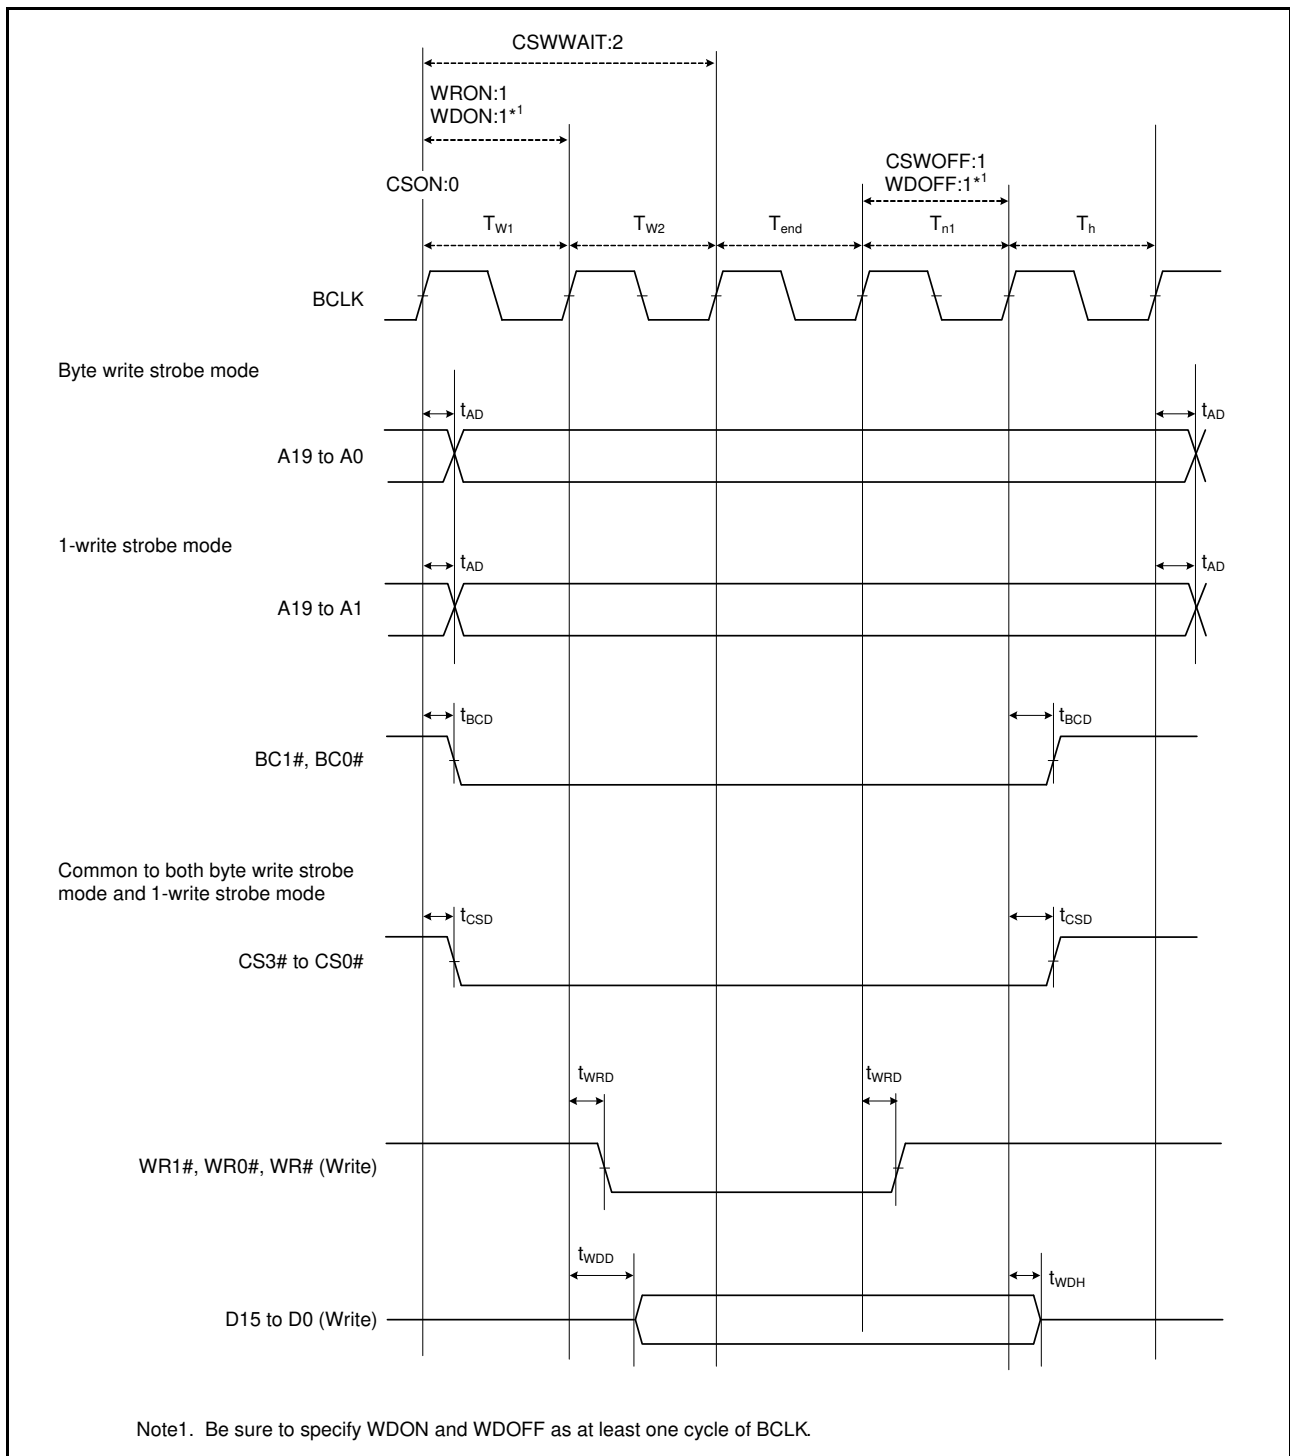 CSWWAIT:2
WRON:1
WDON:1*1
CSWOFF:1
WDOFF:1*1
CSON:0
TW1
TW2
Tend
Tn1
Th
BCLK
Byte write strobe mode
tAD
tAD
A19 to A0
1-write strobe mode
tAD
tAD
A19 to A1
tBCD
tBCD
BC1#, BC0#
Common to both byte write strobe
mode and 1-write strobe mode
tCSD
tCSD
CS3# to CS0#
tWRD
tWRD
WR1#, WR0#, WR# (Write)
tWDD
tWDH
D15 to D0 (Write)
Note1. Be sure to specify WDON and WDOFF as at least one cycle of BCLK.